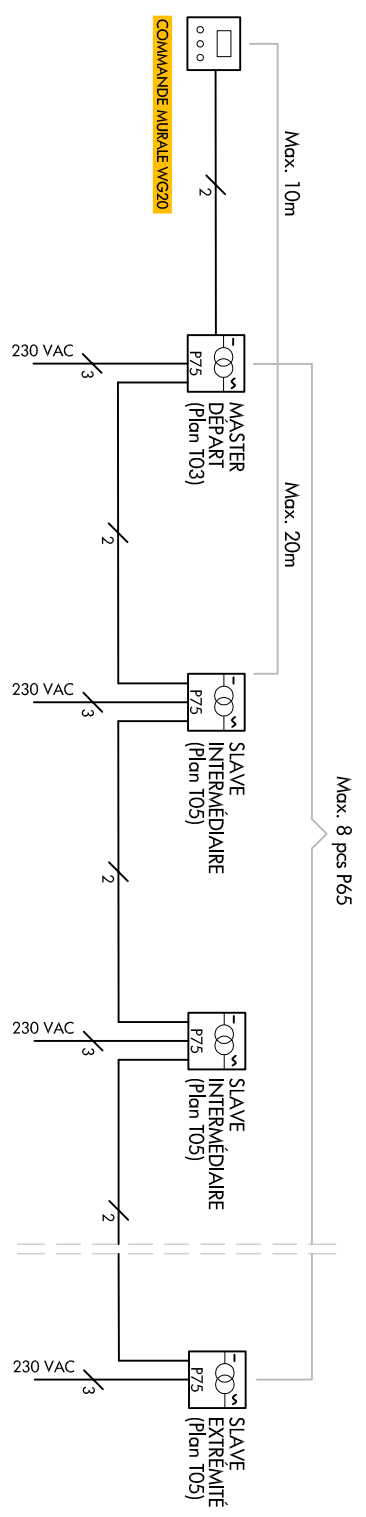 COMMANDE MURALE WG20
2
Max. 10m
230 VAC
3
P75
MASTER
DÉPART
(Plan T03)
2
Max. 20m
230 VAC
3
P75
SLAVE
INTERMÉDIAIRE
(Plan T05)
Max. 8 pcs P65
2
230 VAC
3
P75
SLAVE
INTERMÉDIAIRE
(Plan T05)
2
230 VAC
3
P75
SLAVE
EXTRÉMITÉ
(Plan T05)